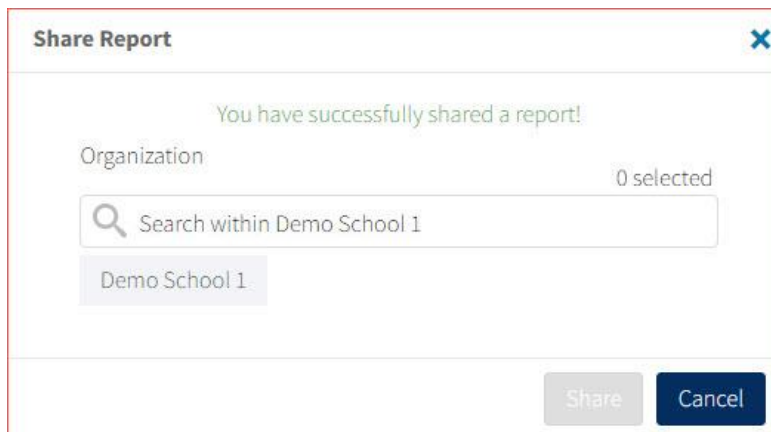 Share Report
You have successfully shared a report!
Organization
0 selected
Search within Demo School 1
Demo School 1
Share
Cancel